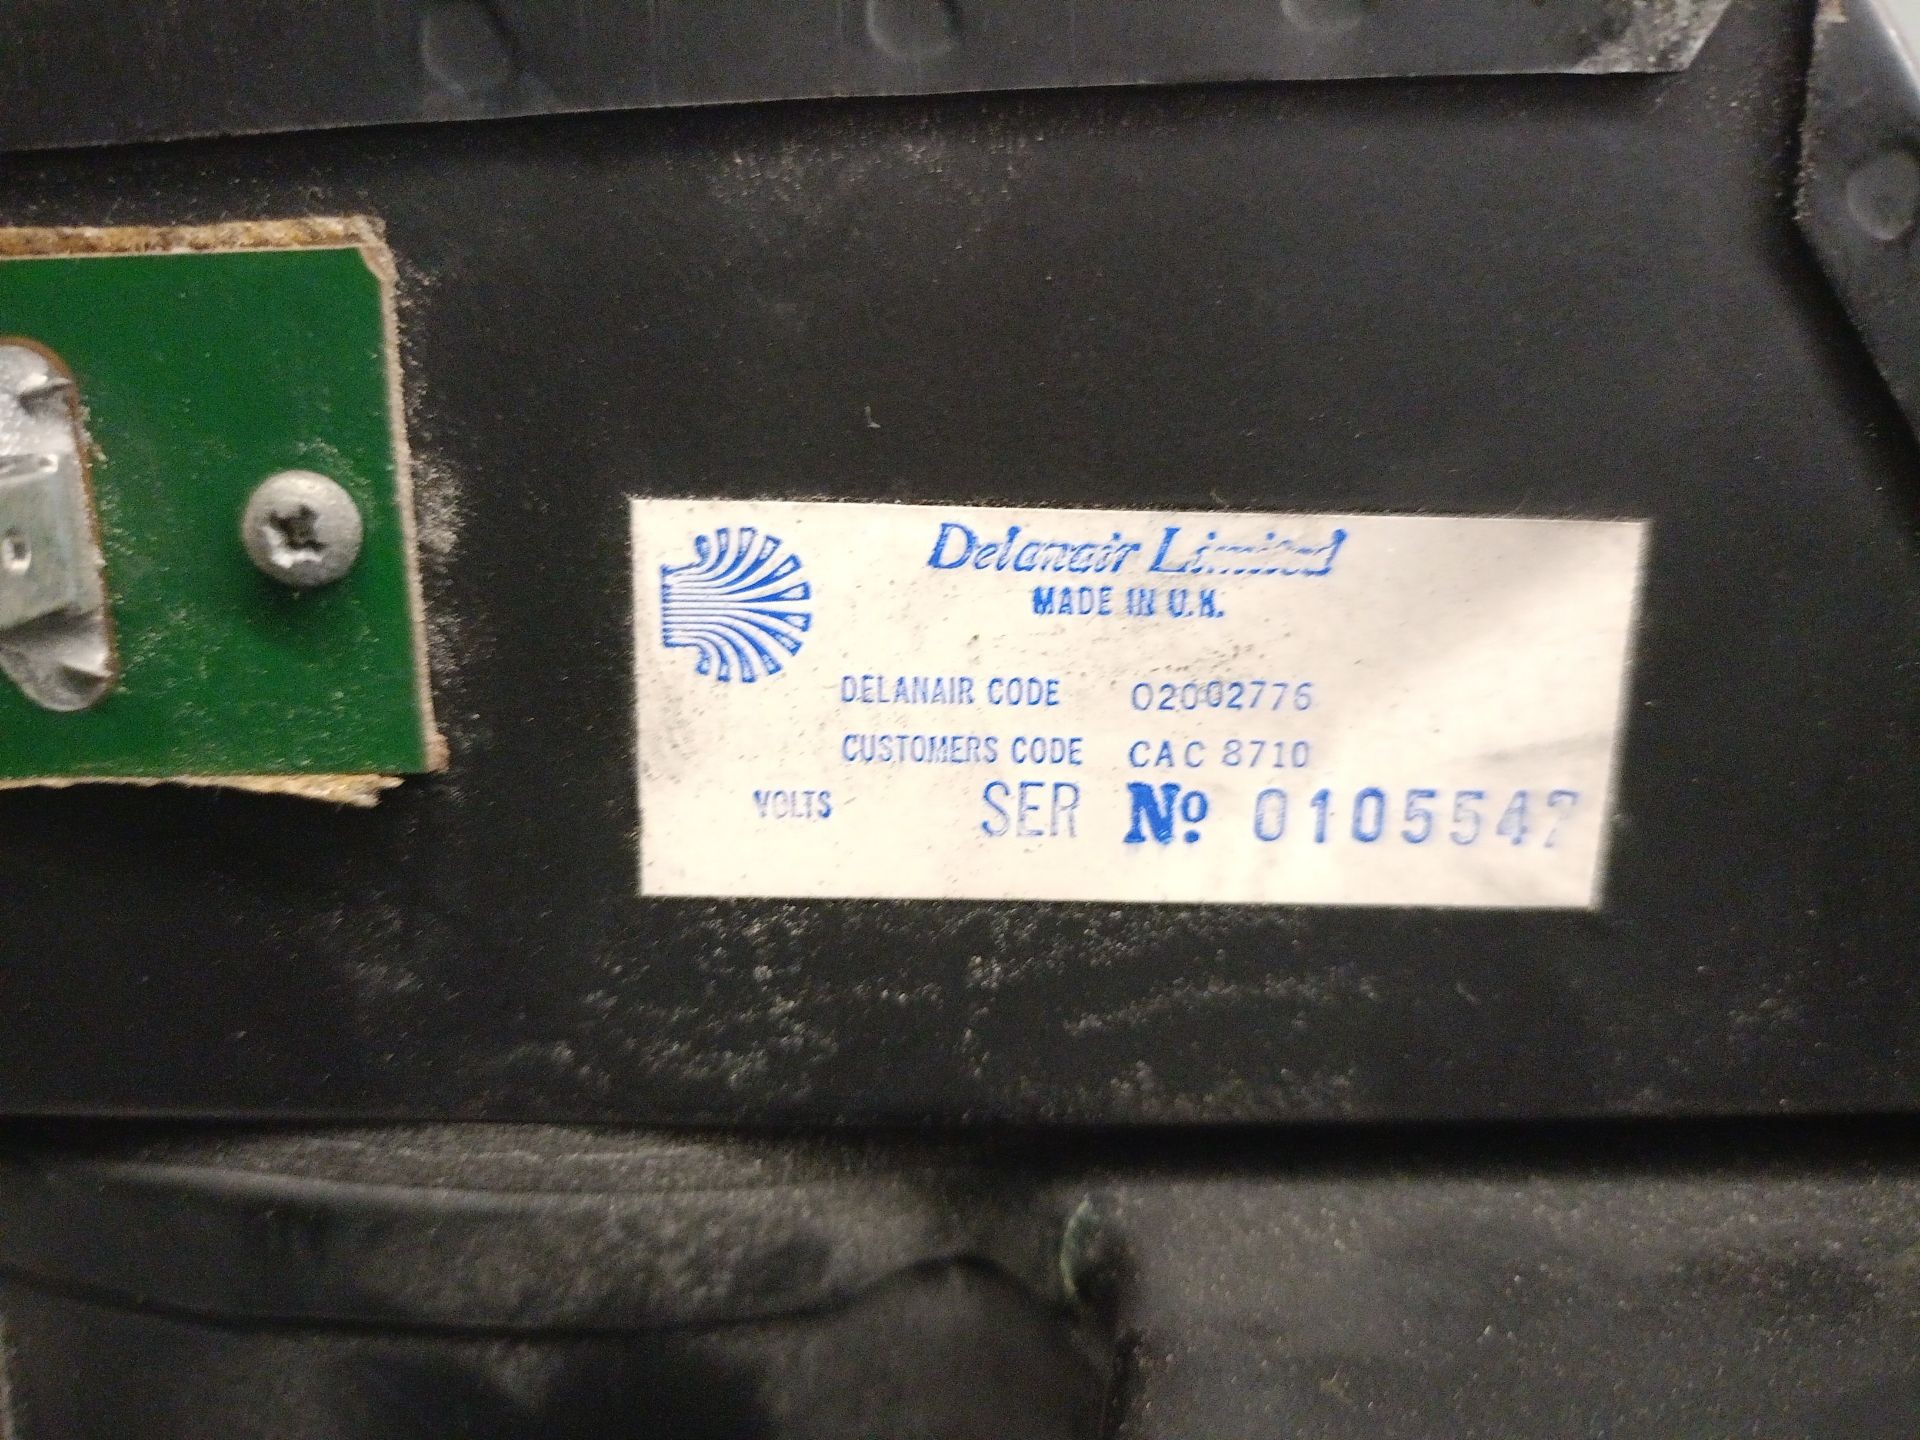 Delanair Limited
MADE IN U.K.
DELANAIR CODE 02002776
CUSTOMERS CODE CAC 8710
VOLTS SER Nº 0105547